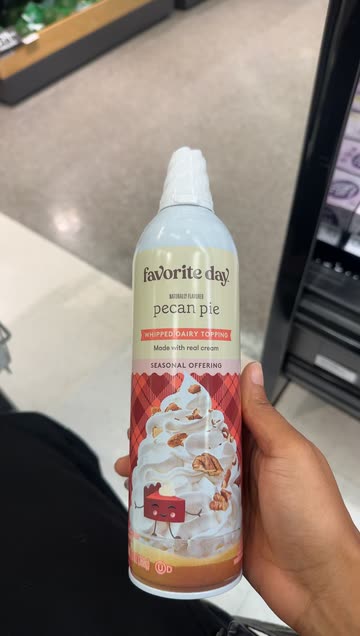 favorite day.
NATURALLY FLAVORED
pecan pie
WHIPPED DAIRY TOPPING
Made with real cream
SEASONAL OFFERING
U D